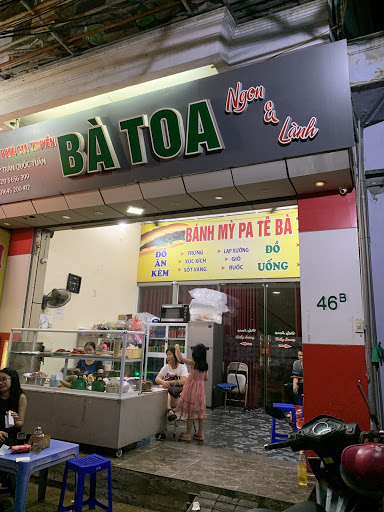 BÀ TOA
Ngon
&
Lành
TRẦN QUỐC TUẤN
BÁNH MỲ PA TÊ BÀ
ĐỒ ĂN KÈM
TRỨNG
LẠP XƯỞNG
XÚC XÍCH
GIÒ
SỐT VANG
RUỐC
ĐỒ UỐNG
46B